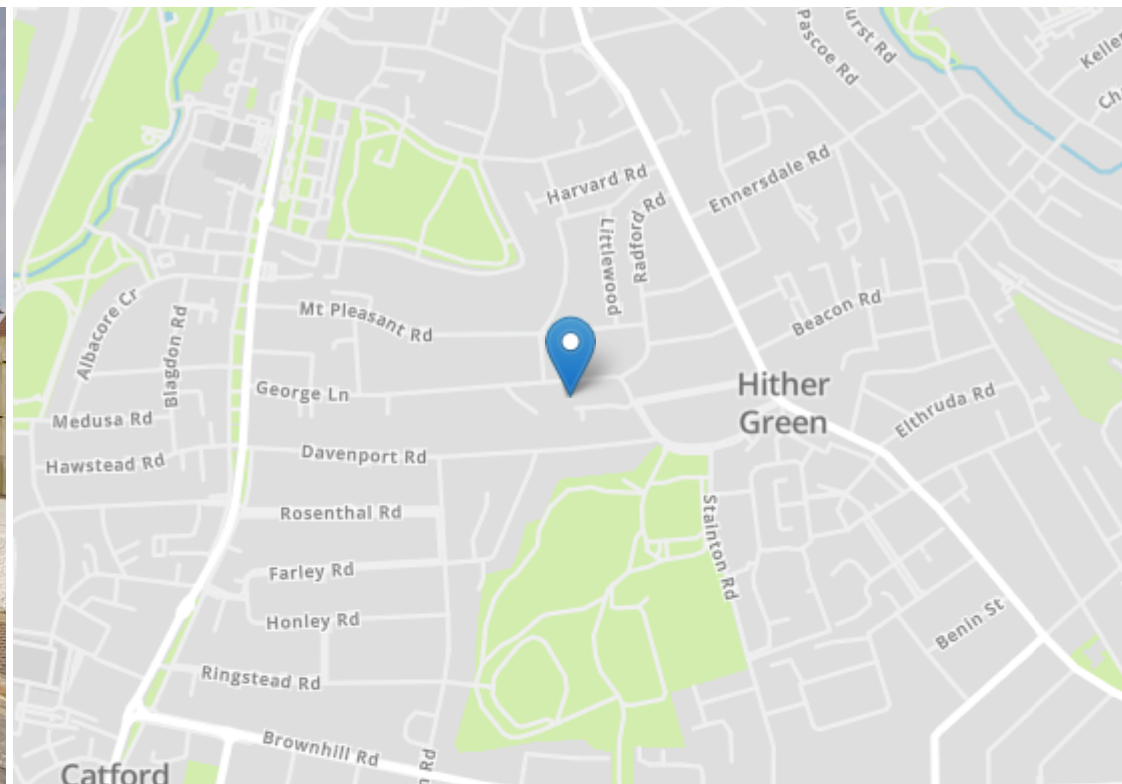 Pascoe Rd
urst Rd
Keller
Ch
Harvard Rd
Ennersdale Rd
Littlewood
Radford Rd
Albacore Cr
Blagdon Rd
Mt Pleasant Rd
Beacon Rd
George Ln
Hither
Green
Medusa Rd
Elthruda Rd
Davenport Rd
Hawstead Rd
Rosenthal Rd
Stainton Rd
Farley Rd
Honley Rd
Benin St
Ringstead Rd
Brownhill Rd
Catford